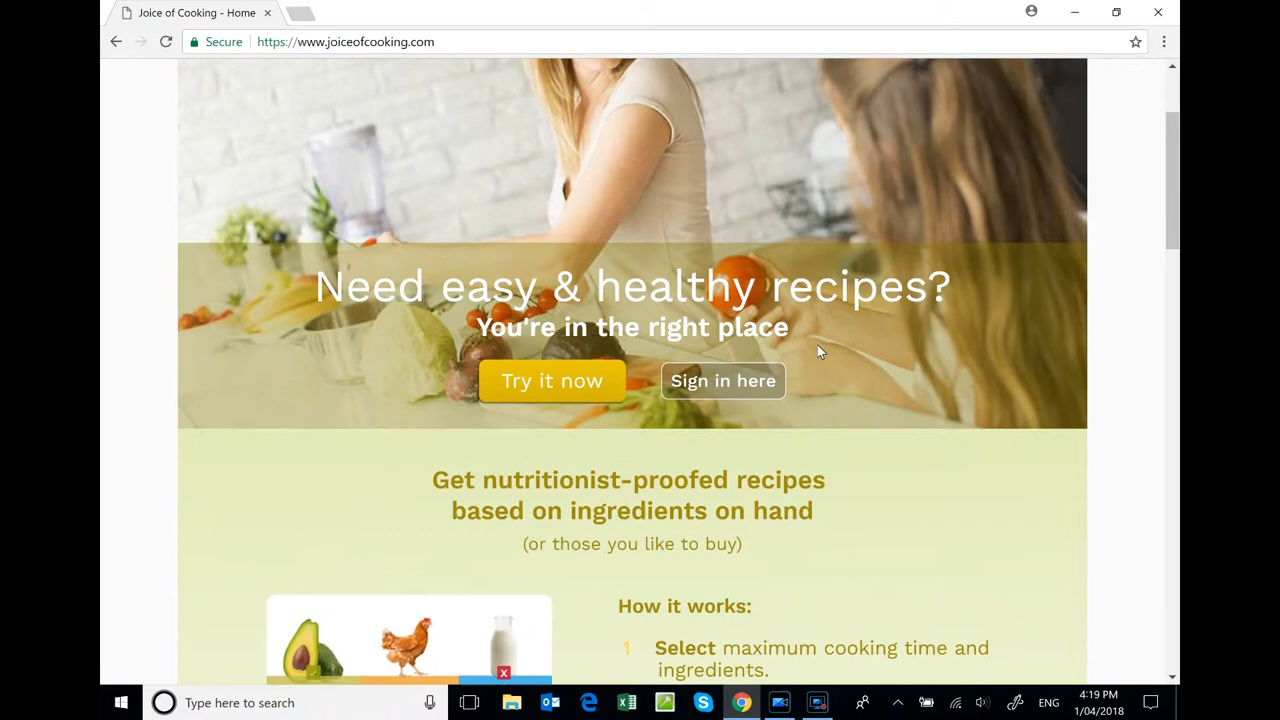 Joice of Cooking - Home
Secure https://www.joiceofcooking.com
Need easy & healthy recipes?
You're in the right place
Try it now
Sign in here
Get nutritionist-proofed recipes
based on ingredients on hand
(or those you like to buy)
How it works:
1 Select maximum cooking time and
ingredients.
Type here to search
ENG
4:19 PM
1/04/2018